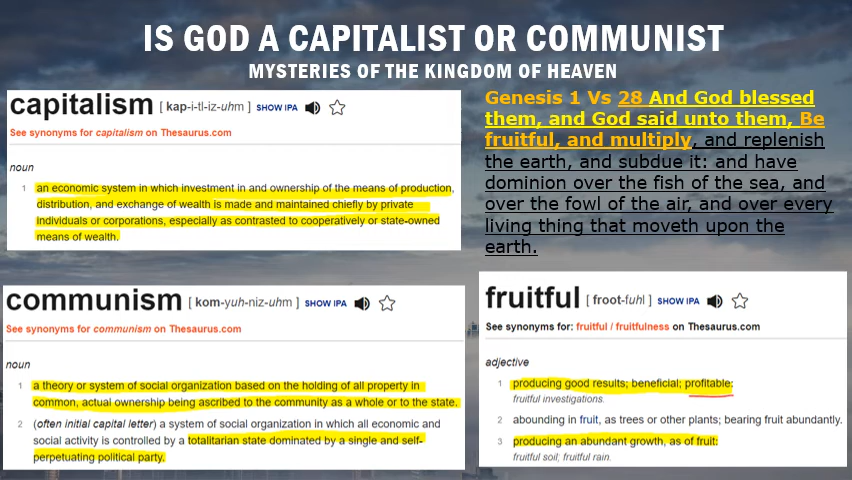 IS GOD A CAPITALIST OR COMMUNIST
MYSTERIES OF THE KINGDOM OF HEAVEN
capitalism [ kap-i-tl-iz-uhm ] SHOW IPA
See synonyms for capitalism on Thesaurus.com
noun
1 an economic system in which investment in and ownership of the means of production,
distribution, and exchange of wealth is made and maintained chiefly by private
individuals or corporations, especially as contrasted to cooperatively or state-owned
means of wealth.
communism [ kom-yuh-niz-uhm ] SHOW IPA
See synonyms for communism on Thesaurus.com
noun
1 a theory or system of social organization based on the holding of all property in
common, actual ownership being ascribed to the community as a whole or to the state.
2 (often initial capital letter) a system of social organization in which all economic and
social activity is controlled by a totalitarian state dominated by a single and self-
perpetuating political party.
Genesis 1 Vs 28 And God blessed
them, and God said unto them, Be
fruitful, and multiply, and replenish
the earth, and subdue it: and have
dominion over the fish of the sea, and
over the fowl of the air, and over every
living thing that moveth upon the
earth.
fruitful [ froot-fuhl ] SHOW IPA
See synonyms for: fruitful / fruitfulness on Thesaurus.com
adjective
1 producing good results; beneficial; profitable:
fruitful investigations.
2 abounding in fruit, as trees or other plants; bearing fruit abundantly.
3 producing an abundant growth, as of fruit:
fruitful soil; fruitful rain.